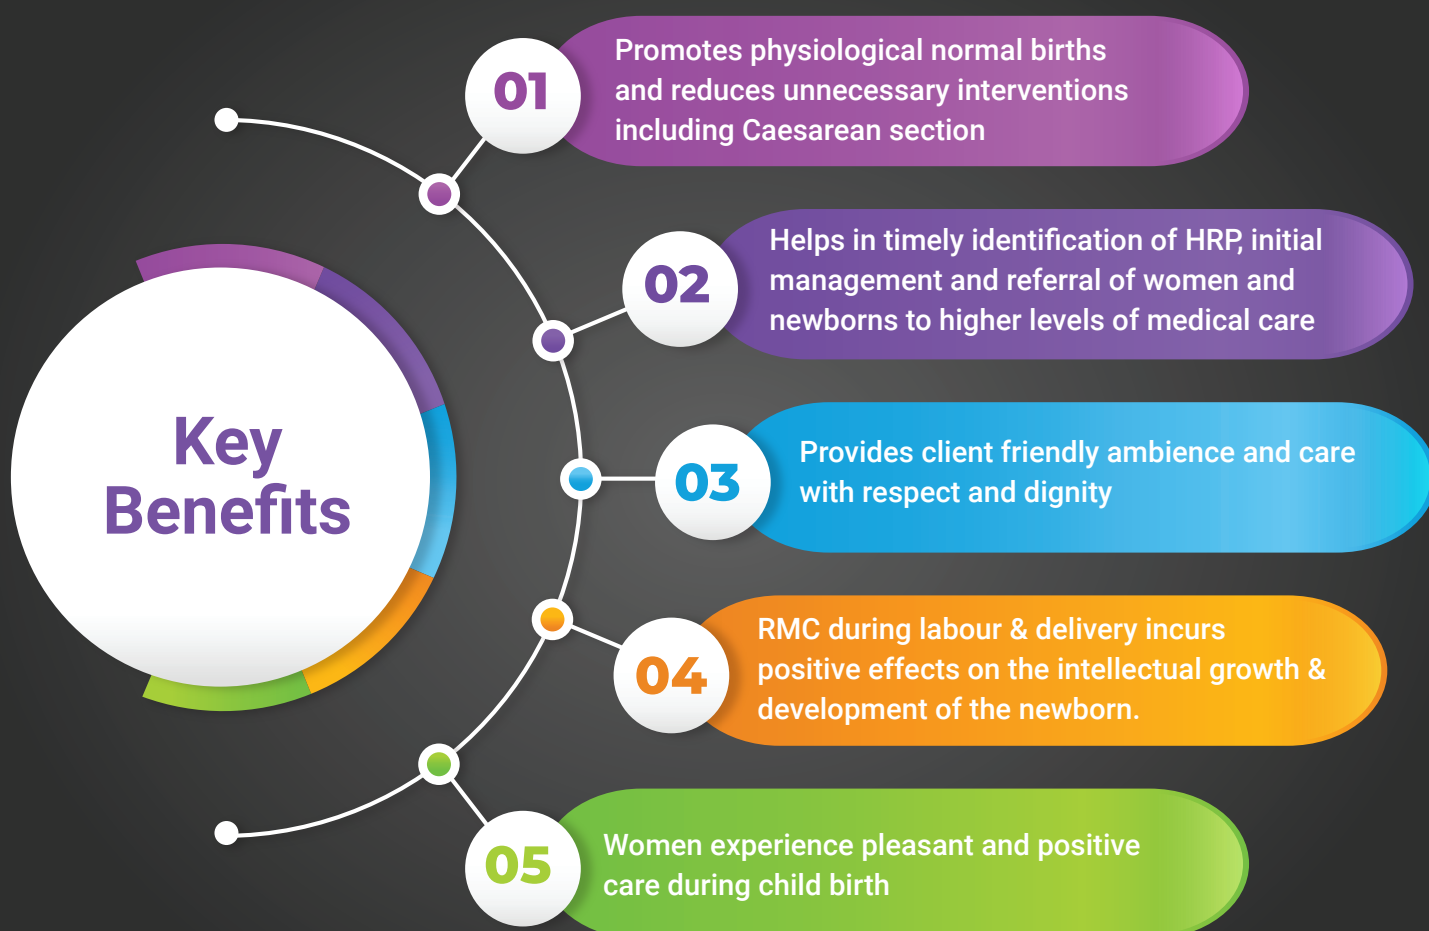 Key
Benefits
01
Promotes physiological normal births
and reduces unnecessary interventions
including Caesarean section
02
Helps in timely identification of HRP, initial
management and referral of women and
newborns to higher levels of medical care
03
Provides client friendly ambience and care
with respect and dignity
04
RMC during labour & delivery incurs
positive effects on the intellectual growth &
development of the newborn.
05
Women experience pleasant and positive
care during child birth